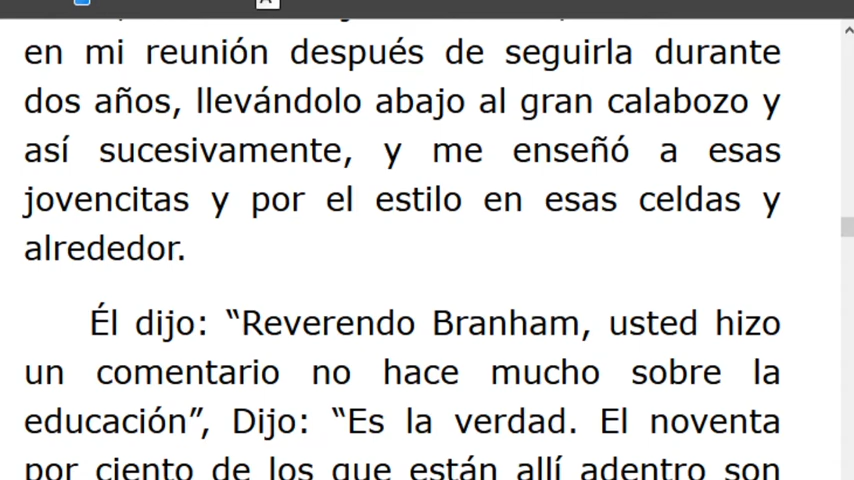 en mi reunión después de seguirla durante
dos años, llevándolo abajo al gran calabozo y
así sucesivamente, y me enseñó a esas
jovencitas y por el estilo en esas celdas y
alrededor.
Él dijo: “Reverendo Branham, usted hizo
un comentario no hace mucho sobre la
educación”, Dijo: “Es la verdad. El noventa
por ciento de los que están allí adentro son